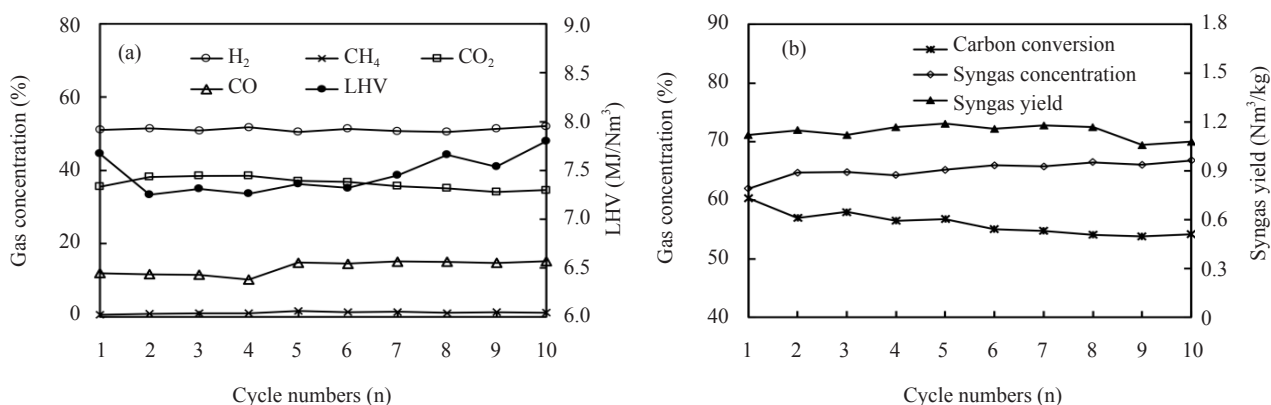 (a)
H₂
CH₄
CO₂
CO
LHV
80
60
40
20
0
Gas concentration (%)
9.0
8.5
8.0
7.5
7.0
6.5
6.0
LHV (MJ/Nm³)
1 2 3 4 5 6 7 8 9 10
Cycle numbers (n)
(b)
Carbon conversion
Syngas concentration
Syngas yield
90
80
70
60
50
40
Gas concentration (%)
1.8
1.5
1.2
0.9
0.6
0.3
0
Syngas yield (Nm³/kg)
1 2 3 4 5 6 7 8 9 10
Cycle numbers (n)